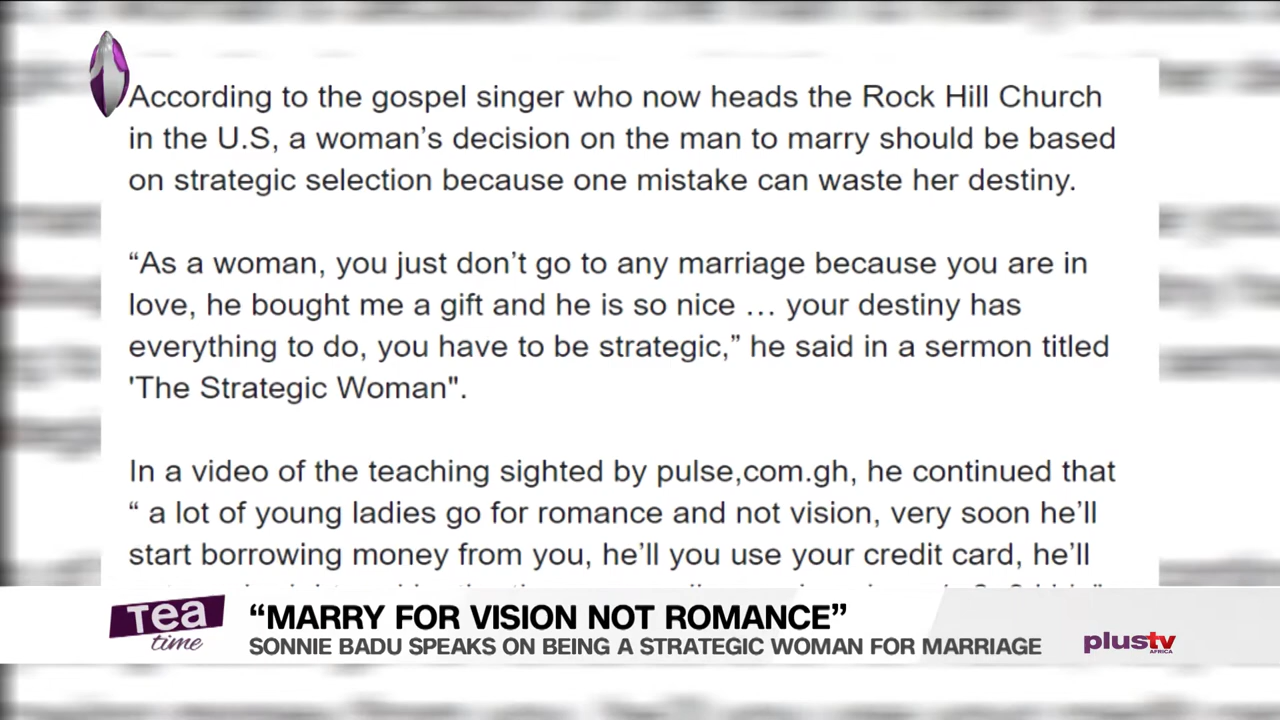 According to the gospel singer who now heads the Rock Hill Church
in the U.S, a woman’s decision on the man to marry should be based
on strategic selection because one mistake can waste her destiny.
“As a woman, you just don’t go to any marriage because you are in
love, he bought me a gift and he is so nice … your destiny has
everything to do, you have to be strategic,” he said in a sermon titled
'The Strategic Woman".
In a video of the teaching sighted by pulse,com.gh, he continued that
“ a lot of young ladies go for romance and not vision, very soon he’ll
start borrowing money from you, he’ll you use your credit card, he’ll
Tea
time
“MARRY FOR VISION NOT ROMANCE”
SONNIE BADU SPEAKS ON BEING A STRATEGIC WOMAN FOR MARRIAGE
plustv
AFRICA